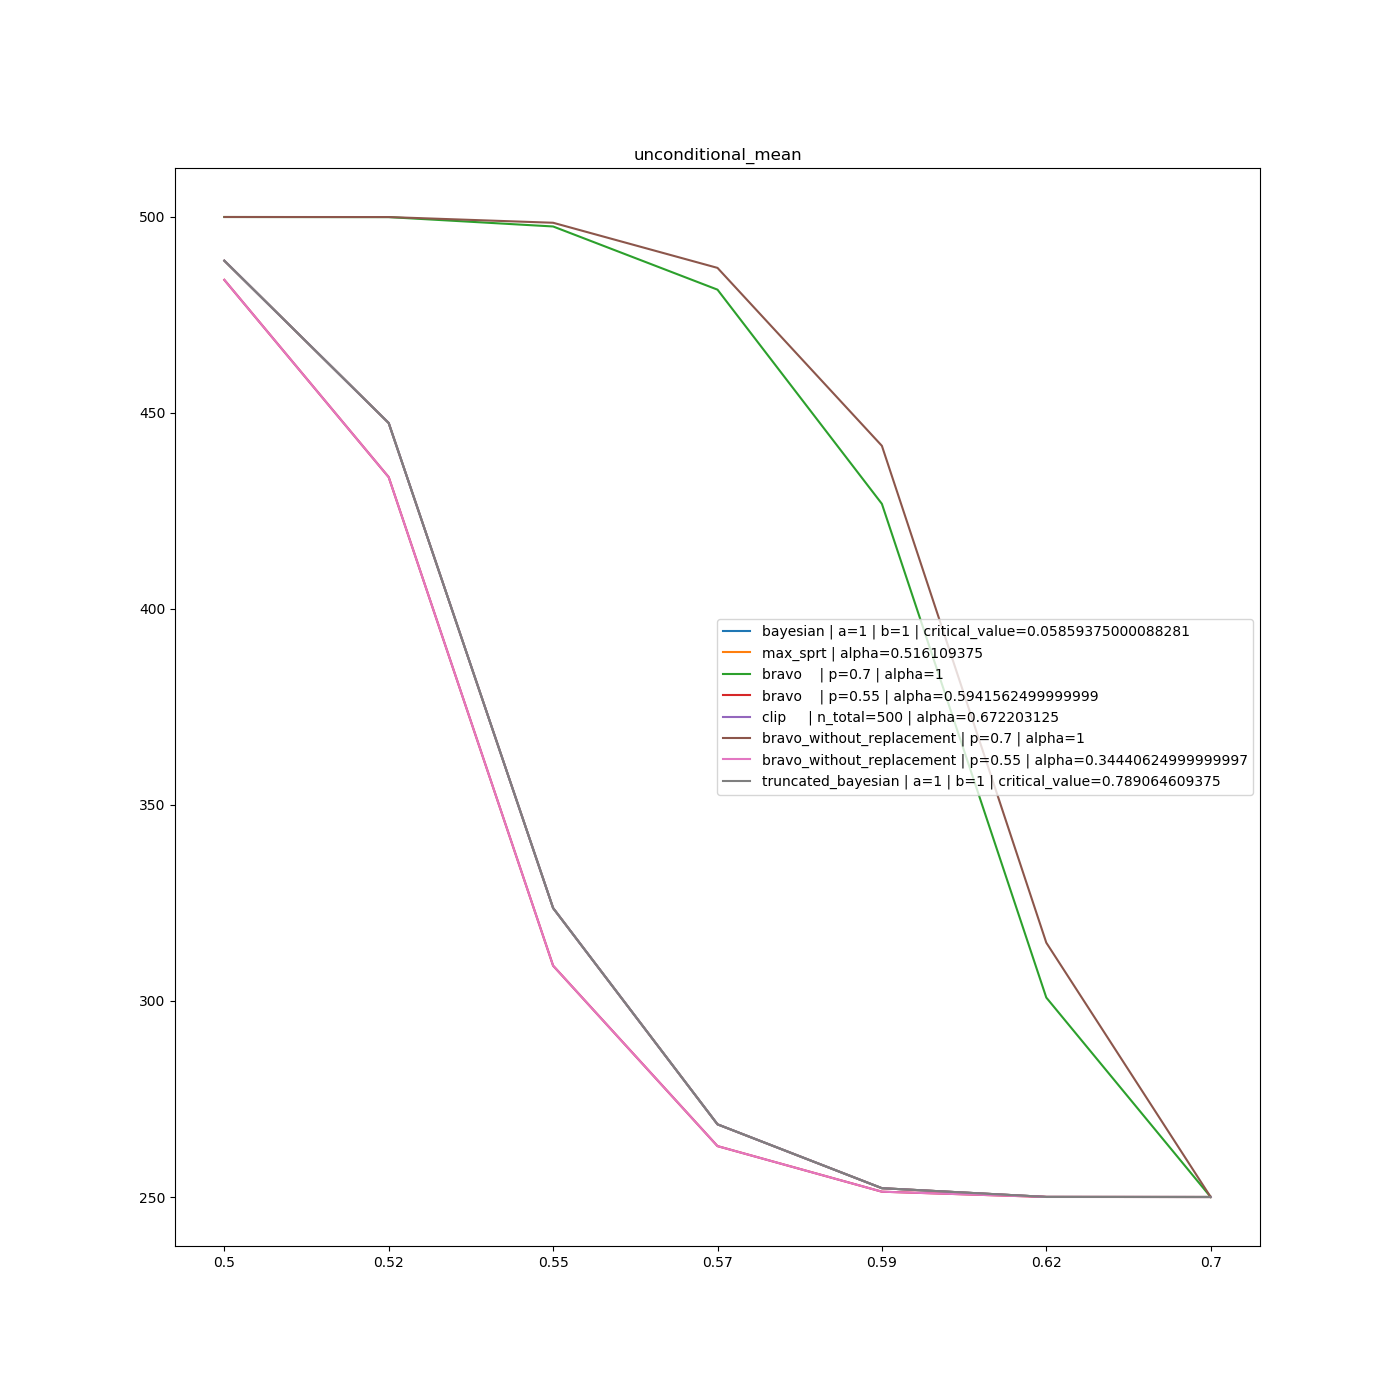 unconditional_mean
500
450
400
350
300
250
bayesian | a=1 | b=1 | critical_value=0.05859375000088281
max_sprt | alpha=0.516109375
bravo    | p=0.7 | alpha=1
bravo    | p=0.55 | alpha=0.5941562499999999
clip     | n_total=500 | alpha=0.672203125
bravo_without_replacement | p=0.7 | alpha=1
bravo_without_replacement | p=0.55 | alpha=0.34440624999999997
truncated_bayesian | a=1 | b=1 | critical_value=0.789064609375
0.5 0.52 0.55 0.57 0.59 0.62 0.7